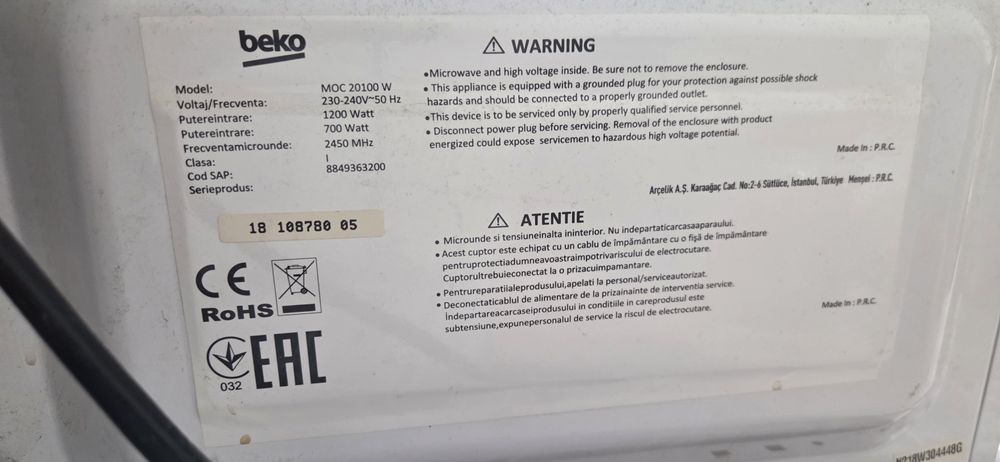 beko
Model: MOC 20100 W
Voltaj/Frecventa: 230-240V~50 Hz
Putereintrare: 1200 Watt
Putereintrare: 700 Watt
Frecventamicrounde: 2450 MHz
Clasa: I
Cod SAP: 8849363200
Serieprodus:
18 108780 05
CE
RoHS
032
EAC
WARNING
•Microwave and high voltage inside. Be sure not to remove the enclosure.
• This appliance is equipped with a grounded plug for your protection against possible shock
hazards and should be connected to a properly grounded outlet.
•This device is to be serviced only by properly qualified service personnel.
• Disconnect power plug before servicing. Removal of the enclosure with product
energized could expose servicemen to hazardous high voltage potential.
Made in : P.R.C.
Arçelik A.Ş. Karaağaç Cad. No:2-6 Sütlüce, İstanbul, Türkiye Menşei : P.R.C.
ATENTIE
• Microunde si tensiuneinalta ininterior. Nu indepartaticarcasaaparaului.
• Acest cuptor este echipat cu un cablu de împământare cu o fişă de împământare
pentruprotectiadumneavoastraimpotrivariscului de electrocutare.
Cuptorultrebuieconectat la o prizacuimpamantare.
• Pentrureparatiialeprodusului,apelati la personal/serviceautorizat.
• Deconectaticablul de alimentare de la prizainainte de interventia service.
Îndepartareacarcaseiprodusului in conditiile in careprodusul este
subtensiune,expunepersonalul de service la riscul de electrocutare.
Made in : P.R.C.
N218W304448G